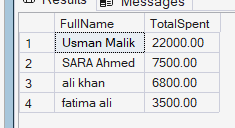 Results Messages
FullName TotalSpent
1 Usman Malik 22000.00
2 SARA Ahmed 7500.00
3 ali khan 6800.00
4 fatima ali 3500.00